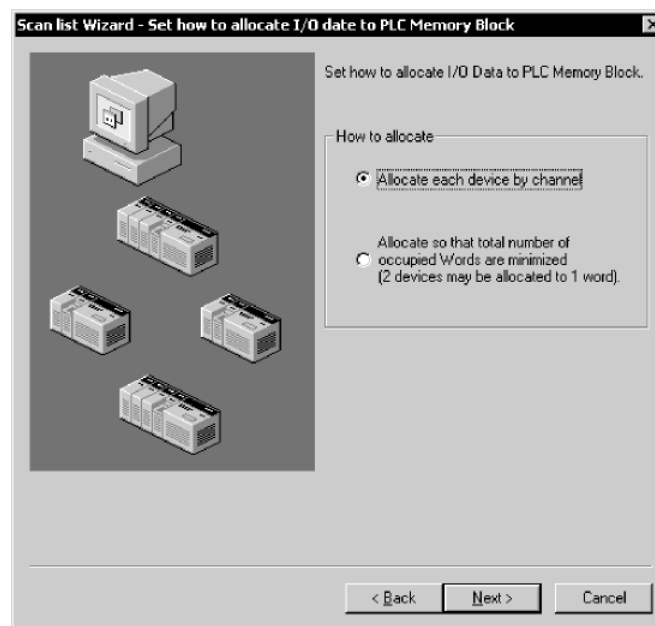 Scan list Wizard - Set how to allocate I/O date to PLC Memory Block
Set how to allocate I/O Data to PLC Memory Block.
How to allocate
Allocate each device by channel
Allocate so that total number of
occupied Words are minimized
(2 devices may be allocated to 1 word).
< Back
Next >
Cancel